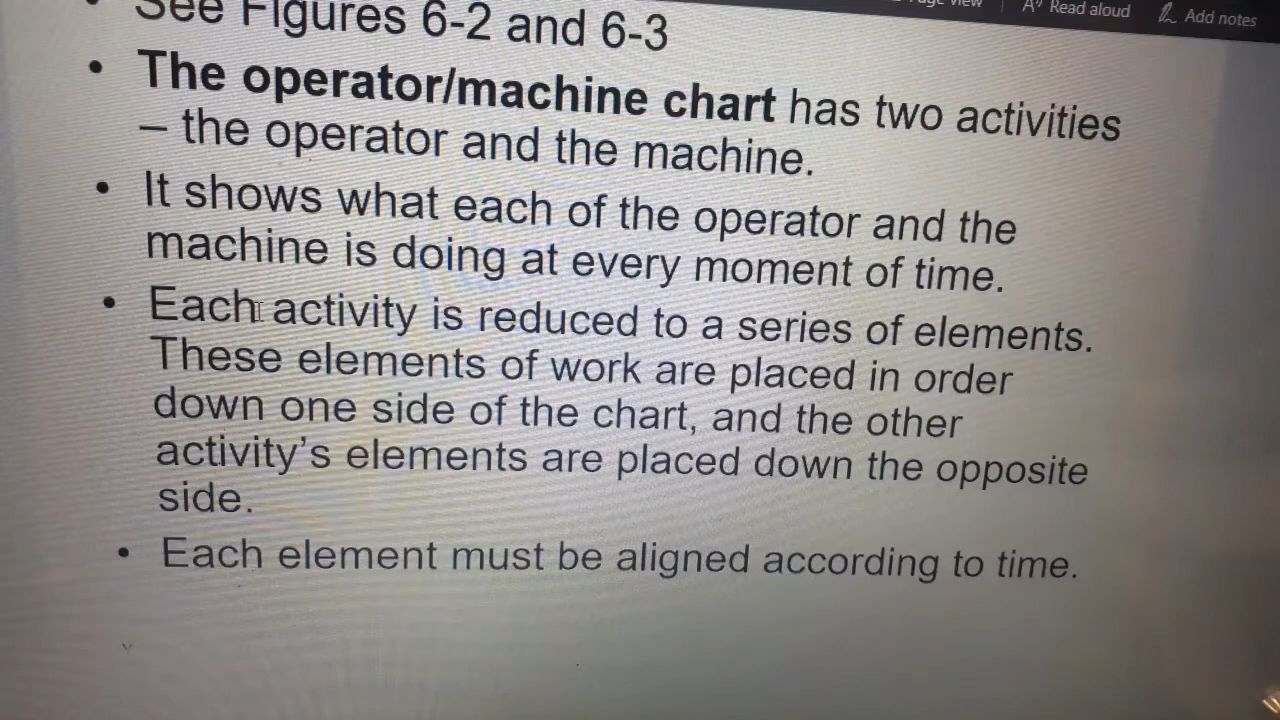 Page view
A Read aloud
Add notes
• See Figures 6-2 and 6-3
• The operator/machine chart has two activities
– the operator and the machine.
• It shows what each of the operator and the
machine is doing at every moment of time.
• Each activity is reduced to a series of elements.
These elements of work are placed in order
down one side of the chart, and the other
activity’s elements are placed down the opposite
side.
• Each element must be aligned according to time.